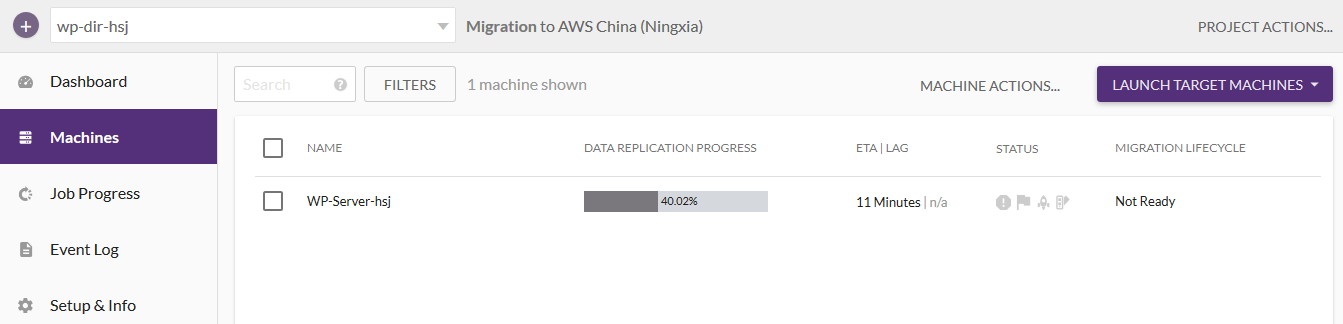 +
wp-dir-hsj
Migration to AWS China (Ningxia)
PROJECT ACTIONS...
Dashboard
Machines
Job Progress
Event Log
Setup & Info
Search ?
FILTERS
1 machine shown
MACHINE ACTIONS...
LAUNCH TARGET MACHINES
NAME DATA REPLICATION PROGRESS ETA | LAG STATUS MIGRATION LIFECYCLE
WP-Server-hsj 40.02% 11 Minutes | n/a Not Ready